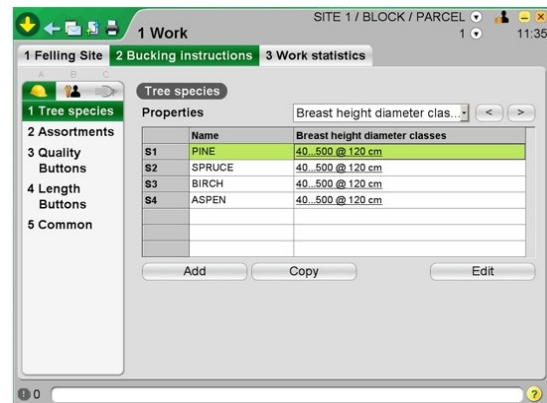 SITE 1 / BLOCK / PARCEL
1 Work
1
11:35
1 Felling Site
2 Bucking instructions
3 Work statistics
A B C
Tree species
1 Tree species
2 Assortments
3 Quality
Buttons
4 Length
Buttons
5 Common
Properties
Breast height diameter clas...
< >
Name Breast height diameter classes
S1 PINE 40...500 @ 120 cm
S2 SPRUCE 40...500 @ 120 cm
S3 BIRCH 40...500 @ 120 cm
S4 ASPEN 40...500 @ 120 cm
Add Copy Edit
0
?